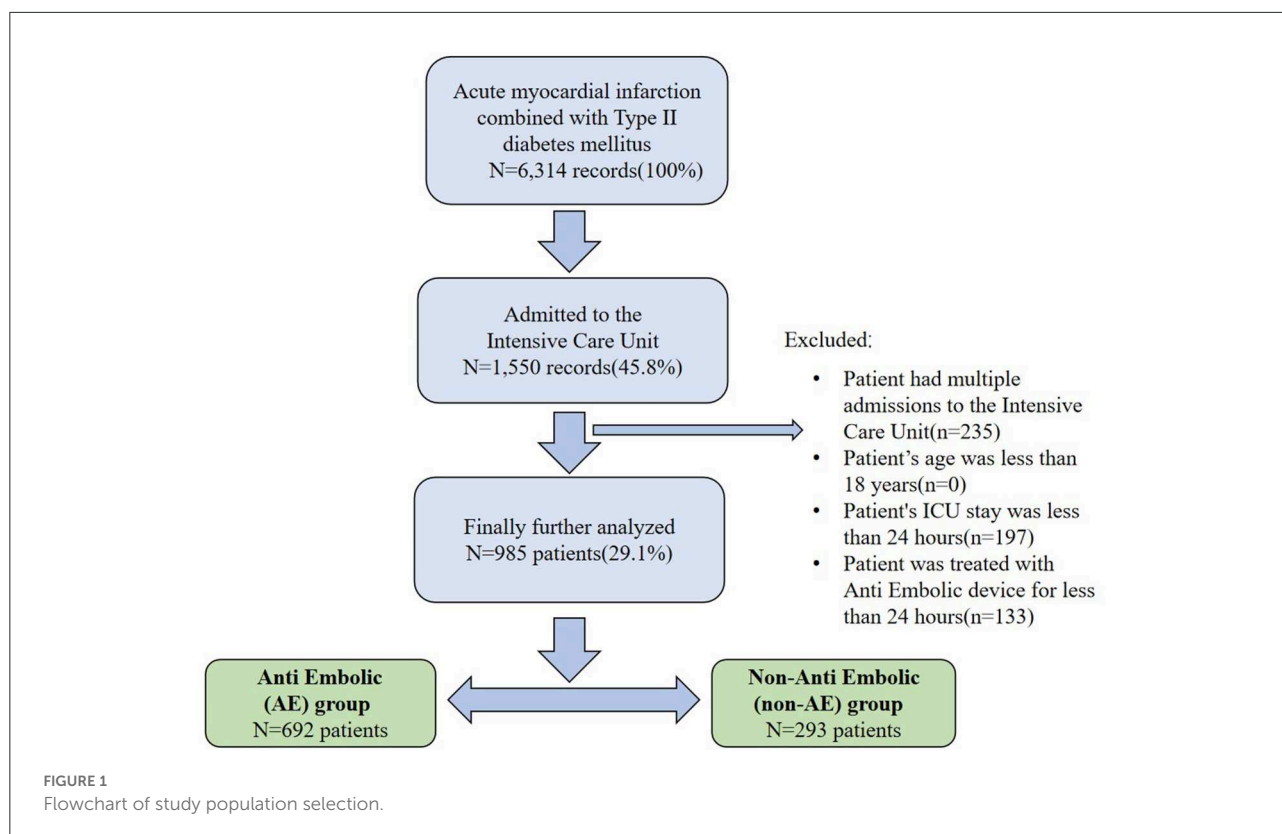 Acute myocardial infarction
combined with Type II
diabetes mellitus
N=6,314 records(100%)
Admitted to the
Intensive Care Unit
N=1,550 records(45.8%)
Excluded:
• Patient had multiple
admissions to the Intensive
Care Unit(n=235)
• Patient's age was less than
18 years(n=0)
• Patient's ICU stay was less
than 24 hours(n=197)
• Patient was treated with
Anti Embolic device for less
than 24 hours(n=133)
Finally further analyzed
N=985 patients(29.1%)
Anti Embolic
(AE) group
N=692 patients
Non-Anti Embolic
(non-AE) group
N=293 patients
FIGURE 1
Flowchart of study population selection.